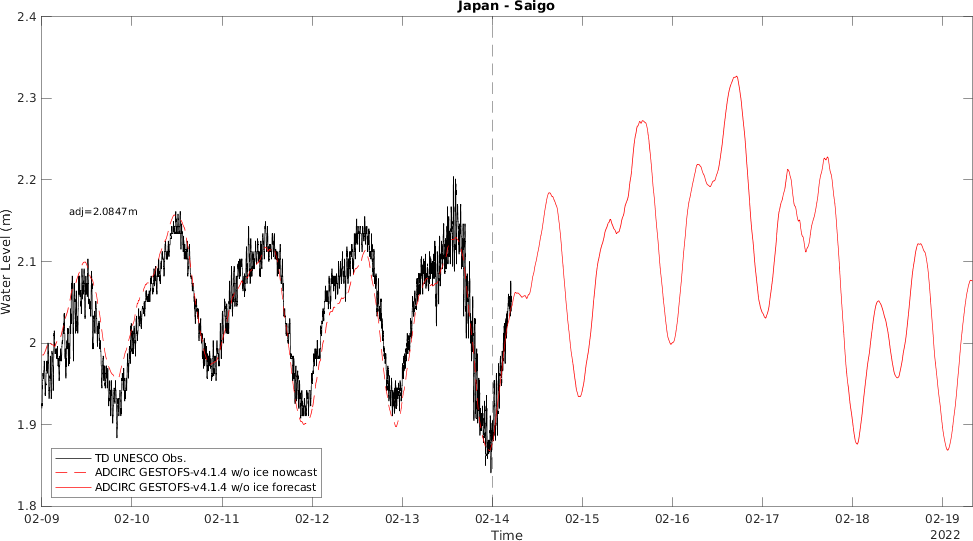 Japan - Saigo
2.4
2.3
2.2
2.1
2
1.9
1.8
Water Level (m)
adj=2.0847m
TD UNESCO Obs.
ADCIRC GESTOFS-v4.1.4 w/o ice nowcast
ADCIRC GESTOFS-v4.1.4 w/o ice forecast
02-09 02-10 02-11 02-12 02-13 02-14 02-15 02-16 02-17 02-18 02-19
Time
2022